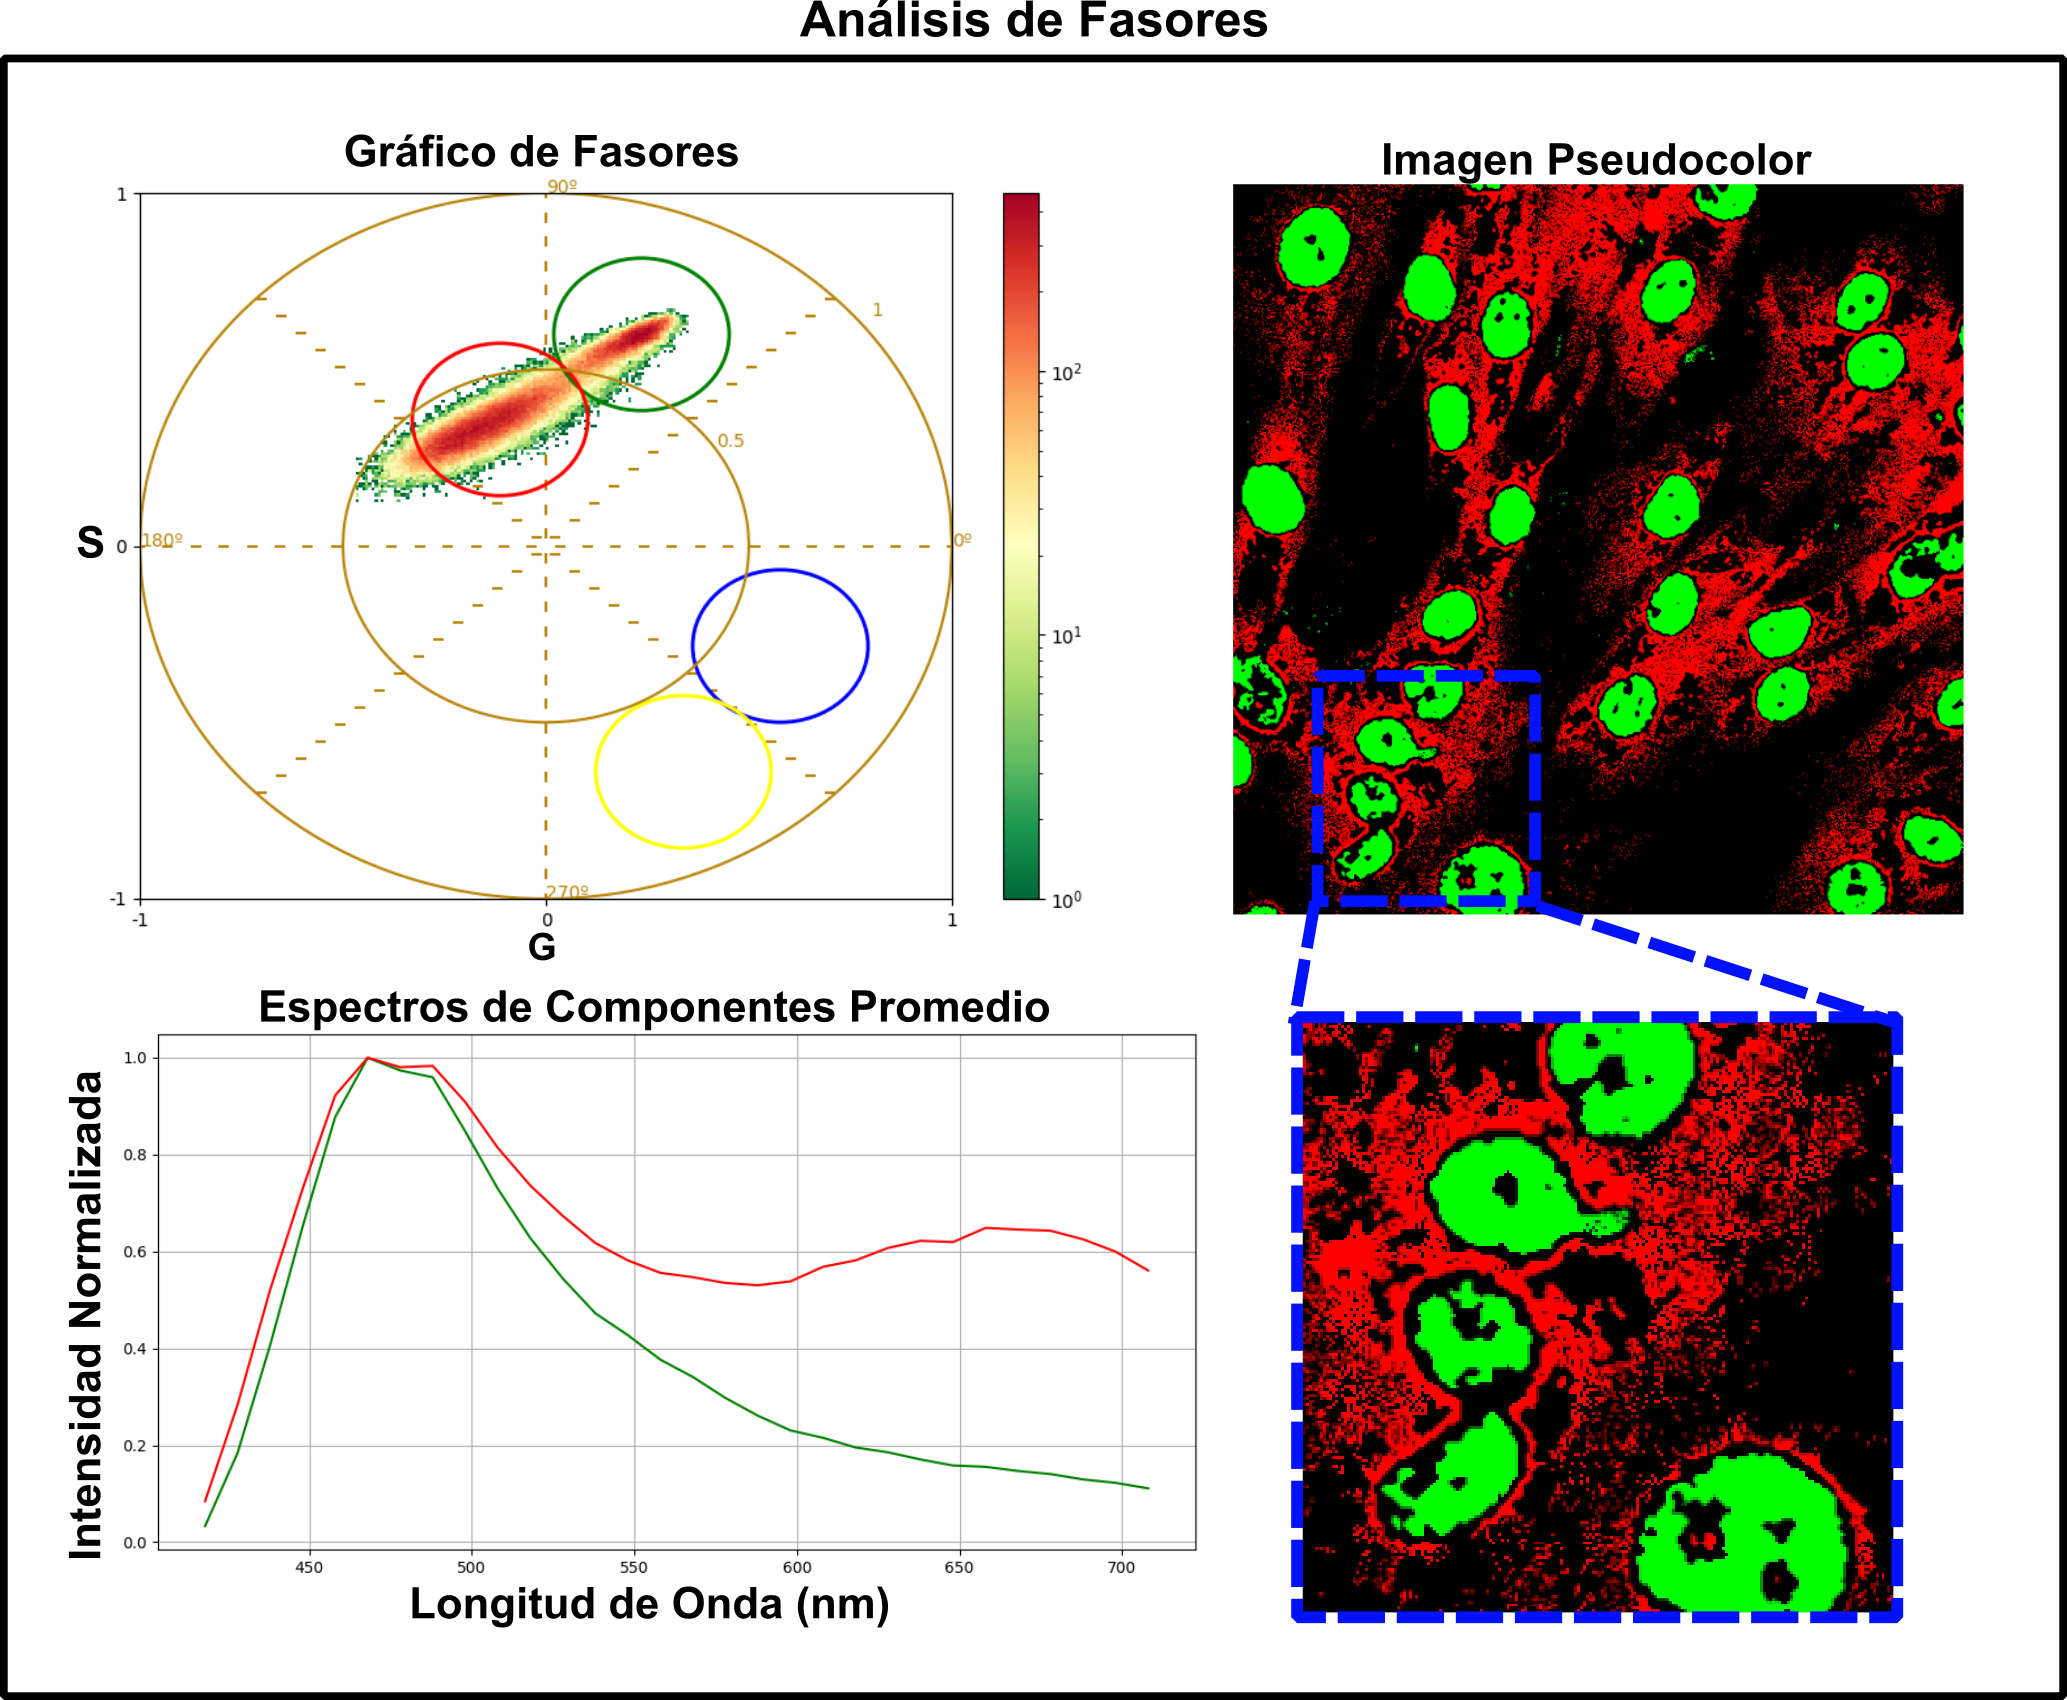 Análisis de Fasores
Gráfico de Fasores
1
0
-1
S
-1
0
1
G
90º
180º
0º
270º
1
0.5
10²
10¹
10⁰
Imagen Pseudocolor
Espectros de Componentes Promedio
Intensidad Normalizada
1.0
0.8
0.6
0.4
0.2
0.0
450
500
550
600
650
700
Longitud de Onda (nm)